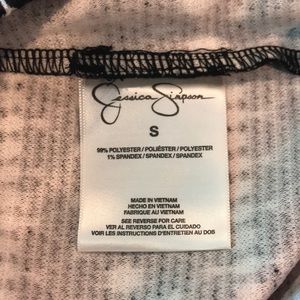 Jessica Simpson
S
99% POLYESTER / POLIÉSTER / POLYESTER
1% SPANDEX / SPANDEX / SPANDEX
MADE IN VIETNAM
HECHO EN VIETNAM
FABRIQUE AU VIETNAM
SEE REVERSE FOR CARE
VER AL REVERSO PARA EL CUIDADO
VOIR LES INSTRUCTIONS D'ENTRETIEN AU DOS